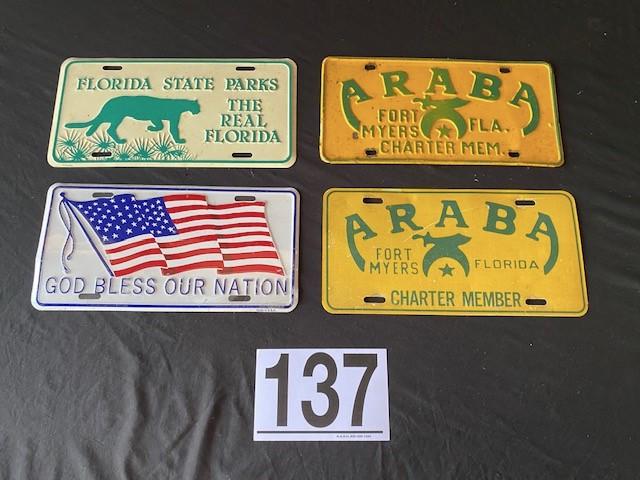 FLORIDA STATE PARKS
THE
REAL
FLORIDA
ARABA
FORT
MYERS
FLA.
CHARTER MEM.
GOD BLESS OUR NATION
ARABA
FORT
MYERS
FLORIDA
CHARTER MEMBER
137